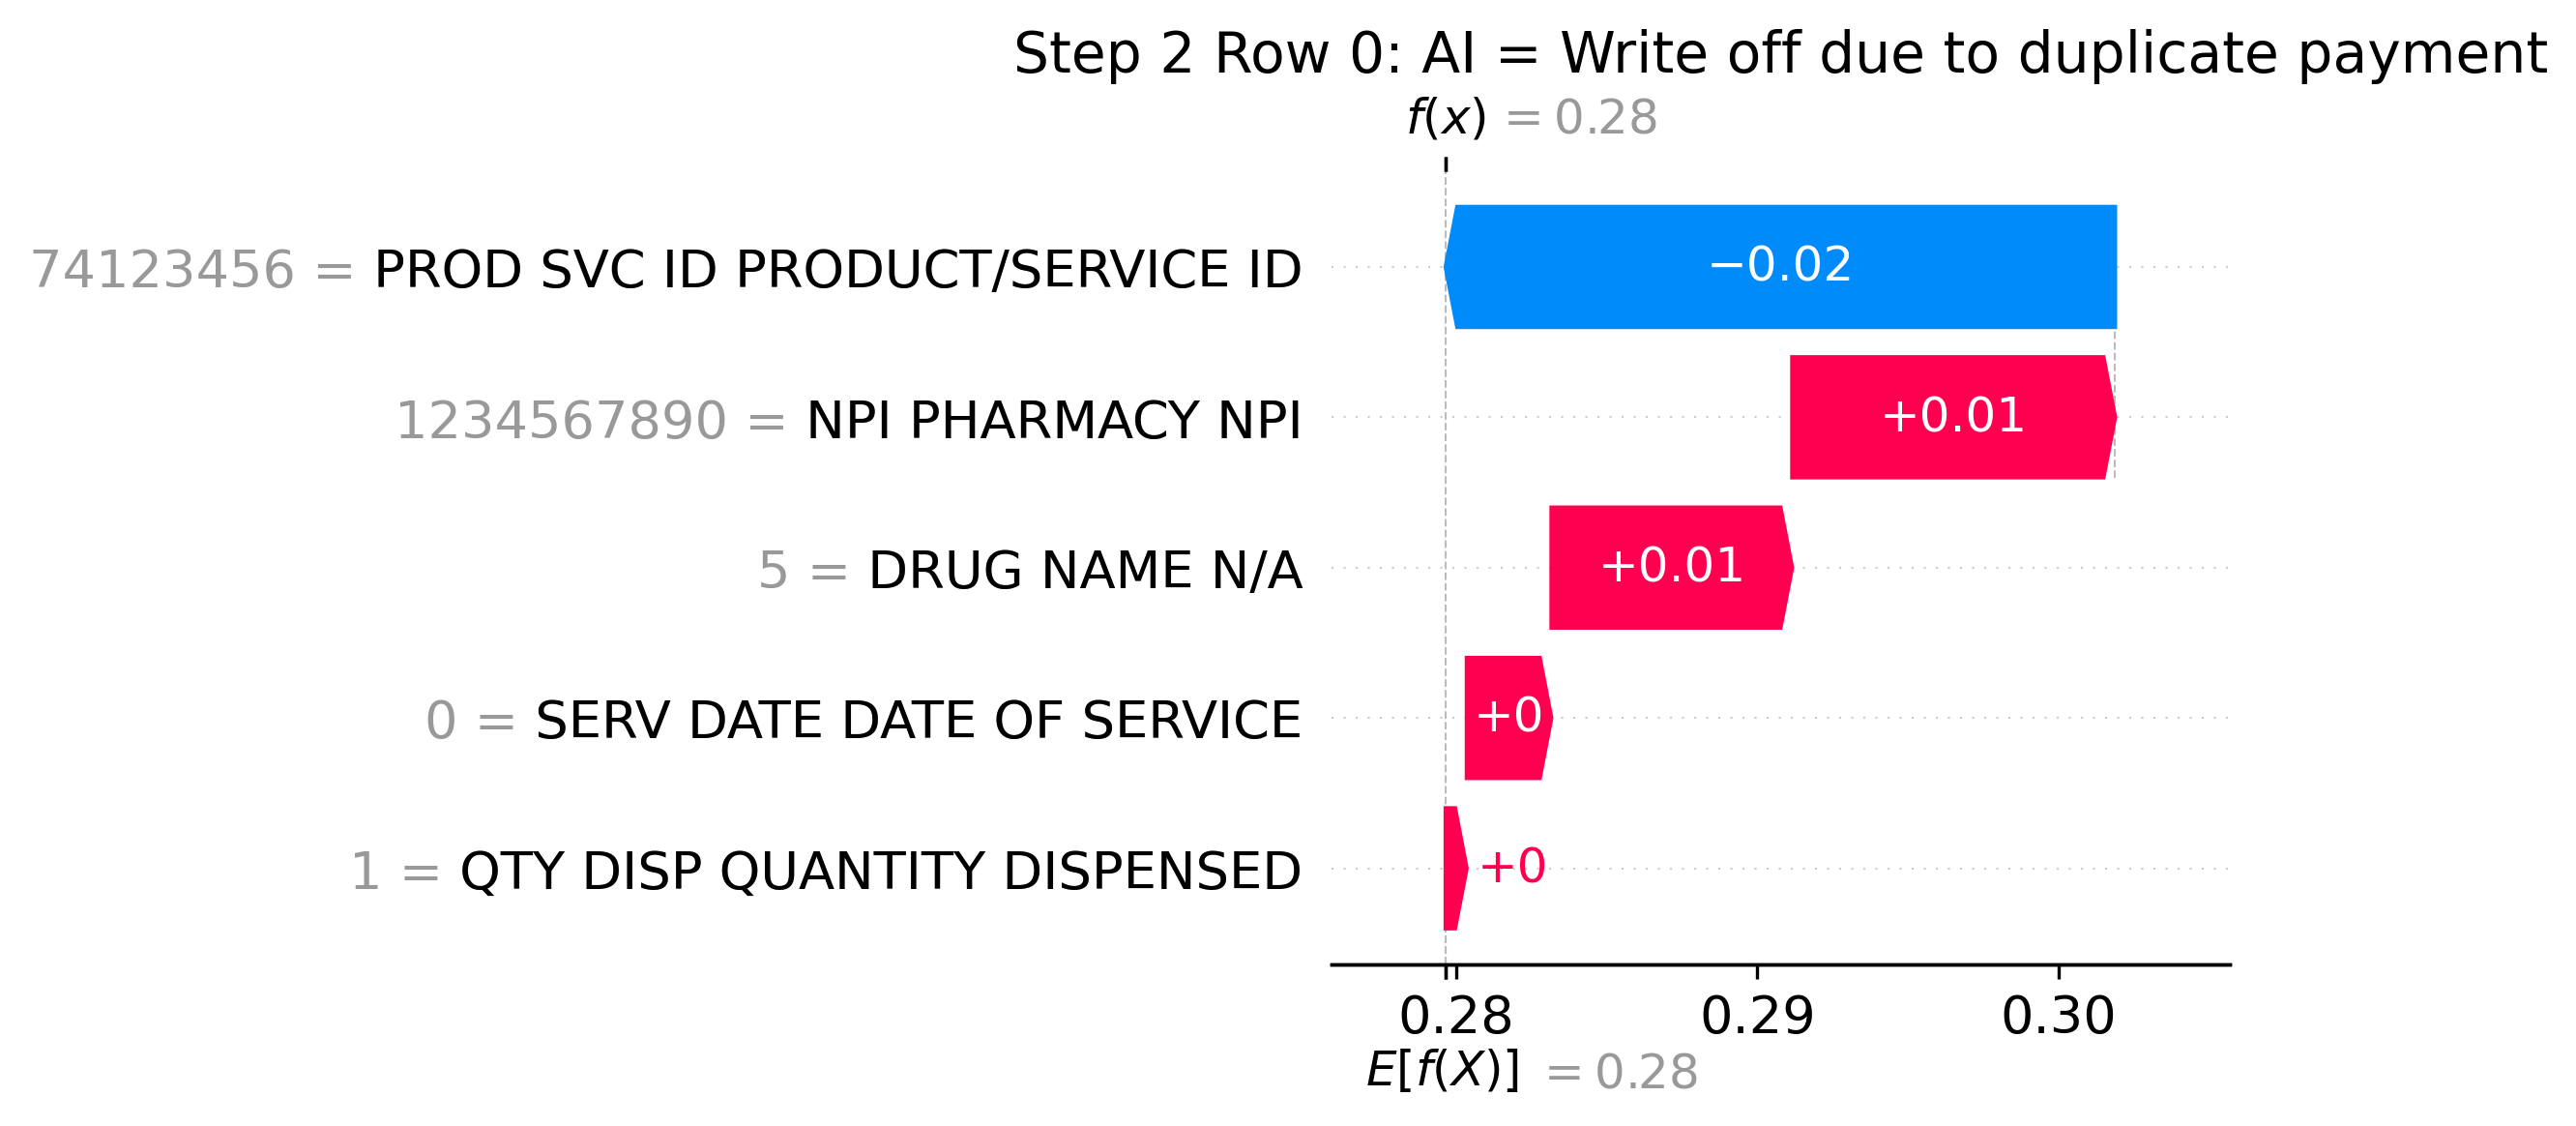 Step 2 Row 0: AI = Write off due to duplicate payment
f(x) = 0.28
74123456 = PROD SVC ID PRODUCT/SERVICE ID
−0.02
1234567890 = NPI PHARMACY NPI
+0.01
5 = DRUG NAME N/A
+0.01
0 = SERV DATE DATE OF SERVICE
+0
1 = QTY DISP QUANTITY DISPENSED
+0
0.28 0.29 0.30
E[f(X)] = 0.28